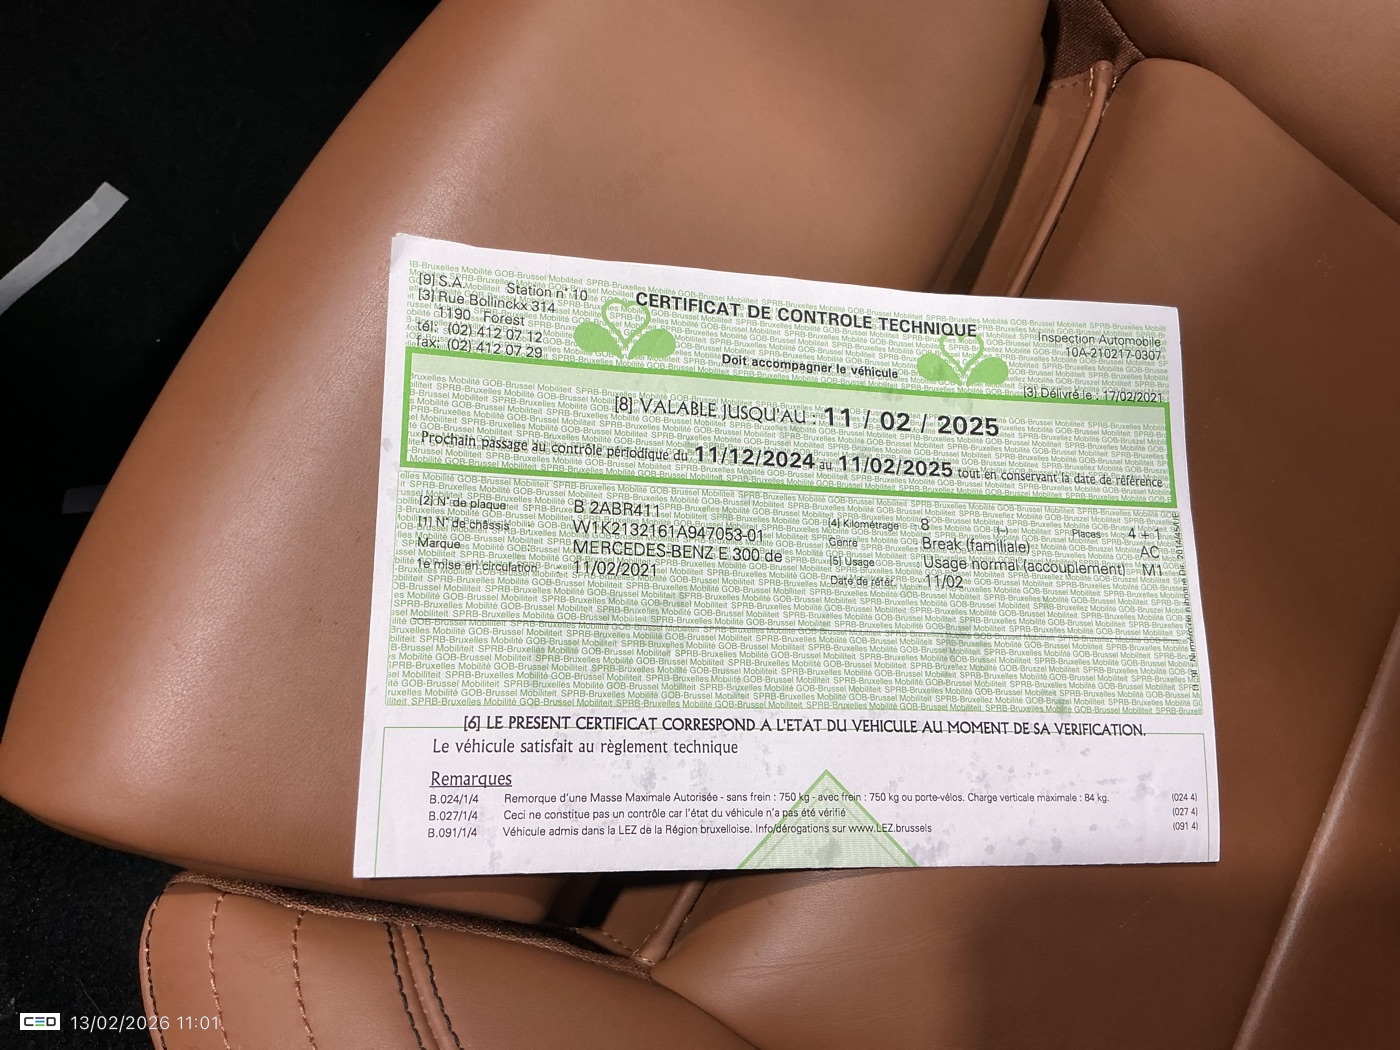 [9] S.A. Station n° 10
[3] Rue Bollinckx 314
1190 Forest
tél: (02) 412 07 12
fax: (02) 412 07 29
CERTIFICAT DE CONTROLE TECHNIQUE
Doit accompagner le véhicule
Inspection Automobile
10A-210217-0307
[3] Délivré le : 17/02/2021
[8] VALABLE JUSQU'AU : 11 / 02 / 2025
Prochain passage au contrôle périodique du 11/12/2024 au 11/02/2025 tout en conservant la date de référence
[2] N° de plaque B 2ABR411
[1] N° de châssis W1K2132161A947053-01
Marque MERCEDES-BENZ E 300 de
1e mise en circulation 11/02/2021
[4] Kilométrage 8 (-) Places 4 + 1
Genre Break (familiale) AC
[5] Usage : Usage normal (accouplement) M1
Date de référ. 11/02
SPRB-Bruxelles Mobilité GOB-Brussel Mobiliteit
[6] LE PRESENT CERTIFICAT CORRESPOND A L'ETAT DU VEHICULE AU MOMENT DE SA VERIFICATION.
Le véhicule satisfait au règlement technique
Remarques
B.024/1/4 Remorque d'une Masse Maximale Autorisée - sans frein : 750 kg - avec frein : 750 kg ou porte-vélos. Charge verticale maximale : 84 kg. (024 4)
B.027/1/4 Ceci ne constitue pas un contrôle car l'état du véhicule n'a pas été vérifié (027 4)
B.091/1/4 Véhicule admis dans la LEZ de la Région bruxelloise. Info/dérogations sur www.LEZ.brussels (091 4)
CED 13/02/2026 11:01